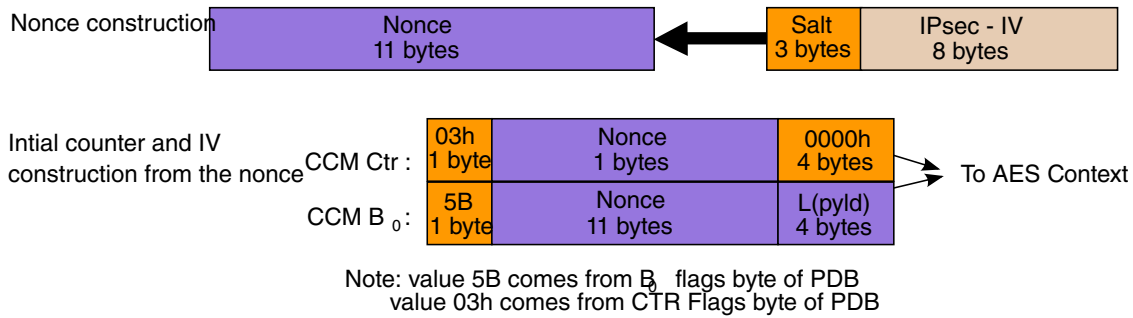 Nonce construction
Nonce
11 bytes
Salt
3 bytes
IPsec - IV
8 bytes
Intial counter and IV
construction from the nonce
CCM Ctr :
03h
1 byte
Nonce
1 bytes
0000h
4 bytes
To AES Context
CCM B 0 :
5B
1 byte
Nonce
11 bytes
L(pyld)
4 bytes
Note: value 5B comes from B0 flags byte of PDB
value 03h comes from CTR Flags byte of PDB